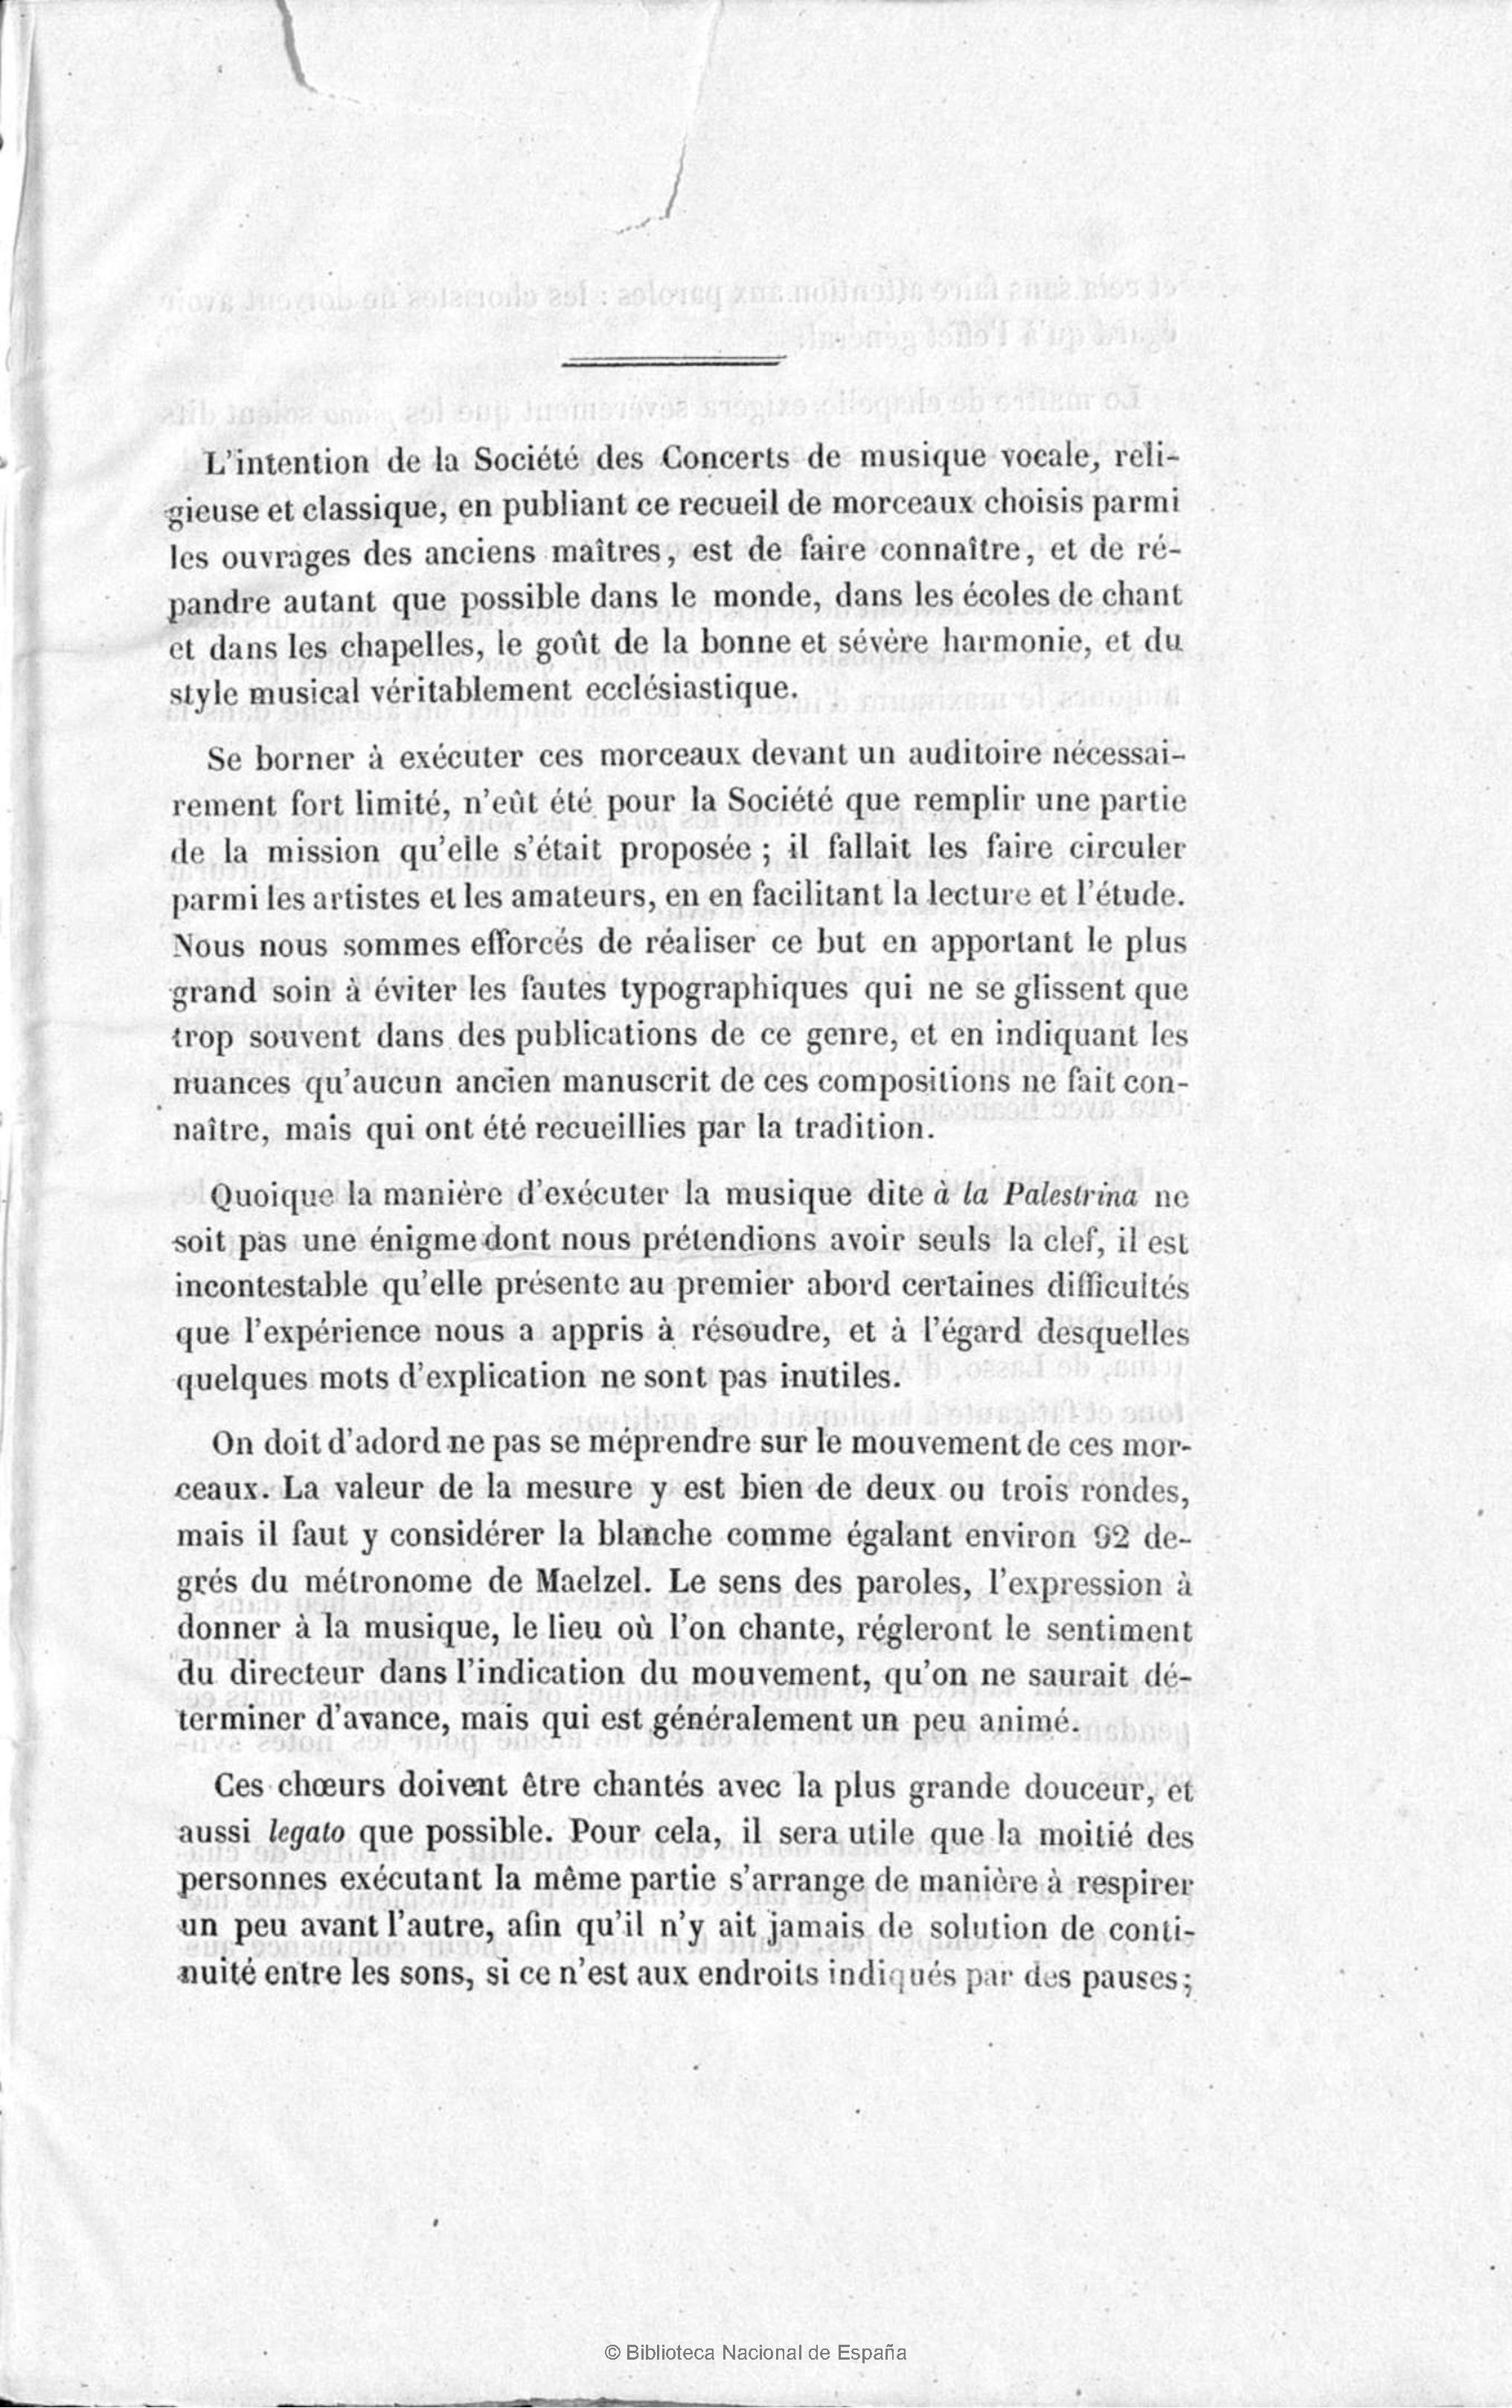 L'intention de la Société des Concerts de musique vocale, reli-
gieuse et classique, en publiant ce recueil de morceaux choisis parmi
les ouvrages des anciens maîtres, est de faire connaître, et de ré-
pandre autant que possible dans le monde, dans les écoles de chant
et dans les chapelles, le goût de la bonne et sévère harmonie, et du
style musical véritablement ecclésiastique.
Se borner à exécuter ces morceaux devant un auditoire nécessai-
rement fort limité, n'eût été pour la Société que remplir une partie
de la mission qu'elle s'était proposée ; il fallait les faire circuler
parmi les artistes et les amateurs, en en facilitant la lecture et l'étude.
Nous nous sommes efforcés de réaliser ce but en apportant le plus
grand soin à éviter les fautes typographiques qui ne se glissent que
trop souvent dans des publications de ce genre, et en indiquant les
nuances qu'aucun ancien manuscrit de ces compositions ne fait con-
naître, mais qui ont été recueillies par la tradition.
Quoique la manière d'exécuter la musique dite à la Palestrina ne
soit pas une énigme dont nous prétendions avoir seuls la clef, il est
incontestable qu'elle présente au premier abord certaines difficultés
que l'expérience nous a appris à résoudre, et à l'égard desquelles
quelques mots d'explication ne sont pas inutiles.
On doit d'adord ne pas se méprendre sur le mouvement de ces mor-
ceaux. La valeur de la mesure y est bien de deux ou trois rondes,
mais il faut y considérer la blanche comme égalant environ 92 de-
grés du métronome de Maelzel. Le sens des paroles, l'expression à
donner à la musique, le lieu où l'on chante, régleront le sentiment
du directeur dans l'indication du mouvement, qu'on ne saurait dé-
terminer d'avance, mais qui est généralement un peu animé.
Ces chœurs doivent être chantés avec la plus grande douceur, et
aussi legato que possible. Pour cela, il sera utile que la moitié des
personnes exécutant la même partie s'arrange de manière à respirer
un peu avant l'autre, afin qu'il n'y ait jamais de solution de conti-
nuité entre les sons, si ce n'est aux endroits indiqués par des pauses;
© Biblioteca Nacional de España